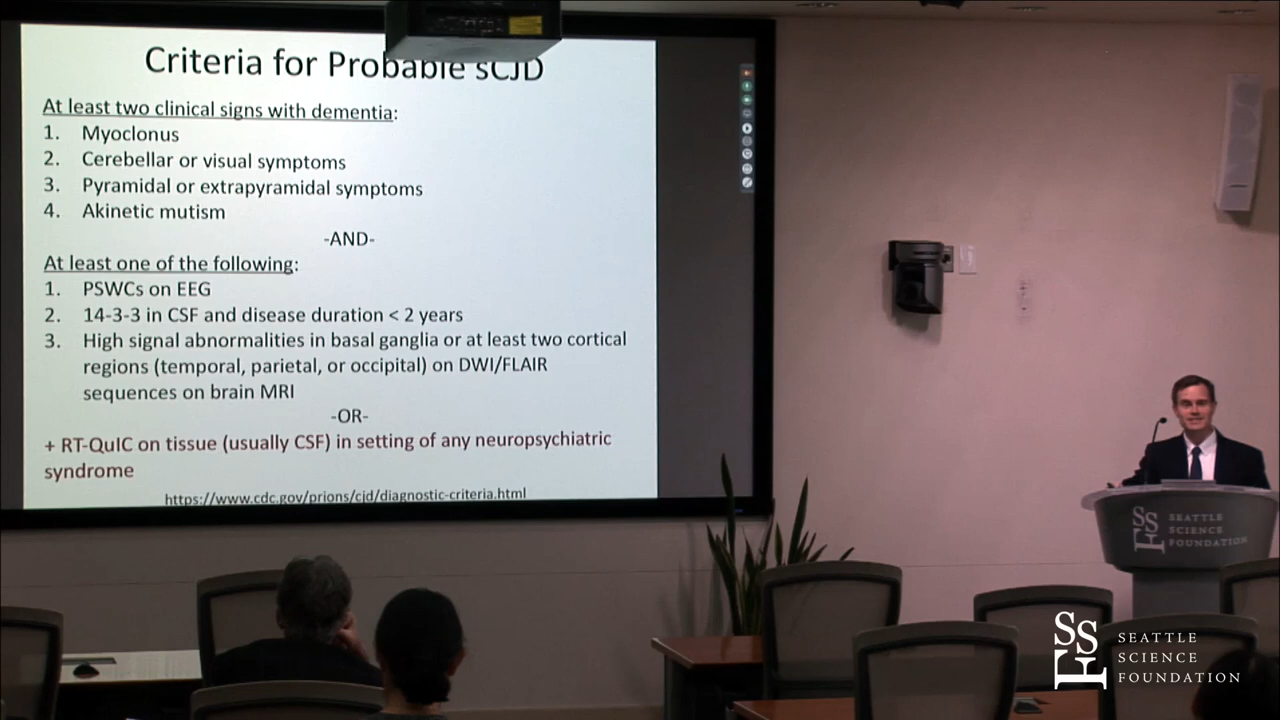 Criteria for Probable sCJD
At least two clinical signs with dementia:
1. Myoclonus
2. Cerebellar or visual symptoms
3. Pyramidal or extrapyramidal symptoms
4. Akinetic mutism
-AND-
At least one of the following:
1. PSWCs on EEG
2. 14-3-3 in CSF and disease duration < 2 years
3. High signal abnormalities in basal ganglia or at least two cortical
regions (temporal, parietal, or occipital) on DWI/FLAIR
sequences on brain MRI
-OR-
+ RT-QuIC on tissue (usually CSF) in setting of any neuropsychiatric
syndrome
https://www.cdc.gov/prions/cjd/diagnostic-criteria.html
SSF
SEATTLE
SCIENCE
FOUNDATION
SSF
SEATTLE
SCIENCE
FOUNDATION